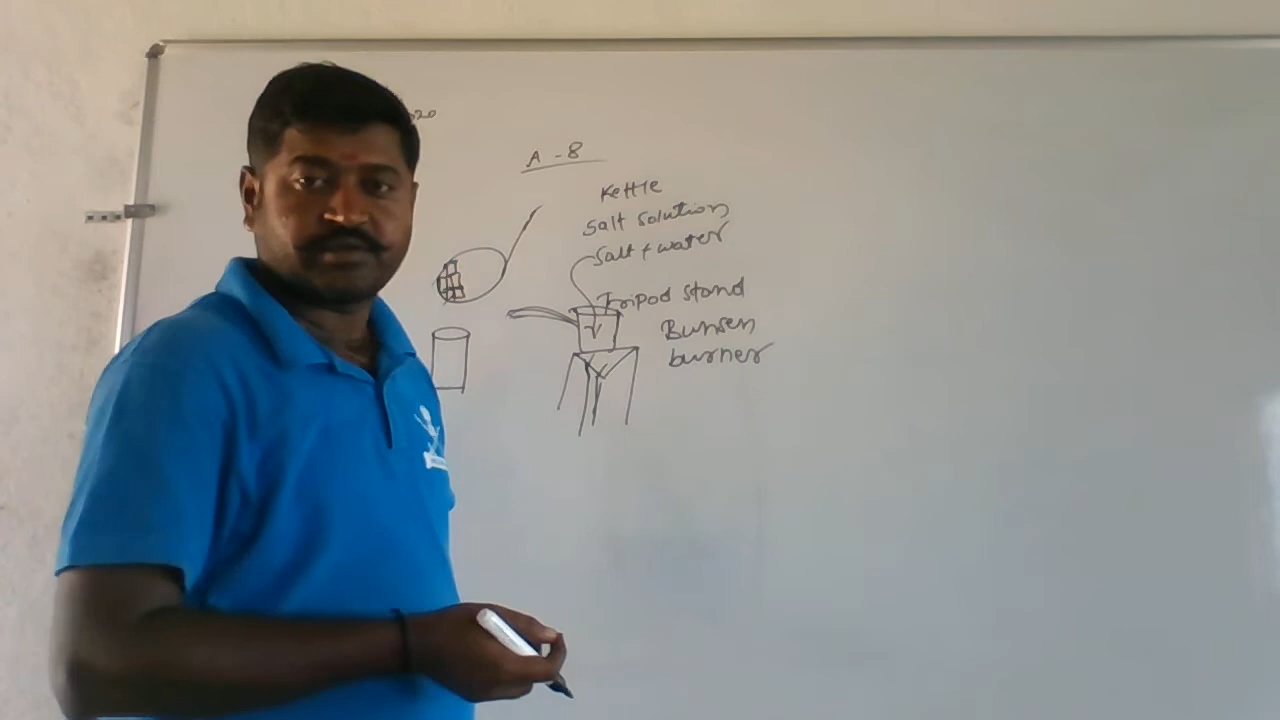 A - 8
Kettle
Salt Solution
Salt + water
Tripod stand
Bunsen
burner